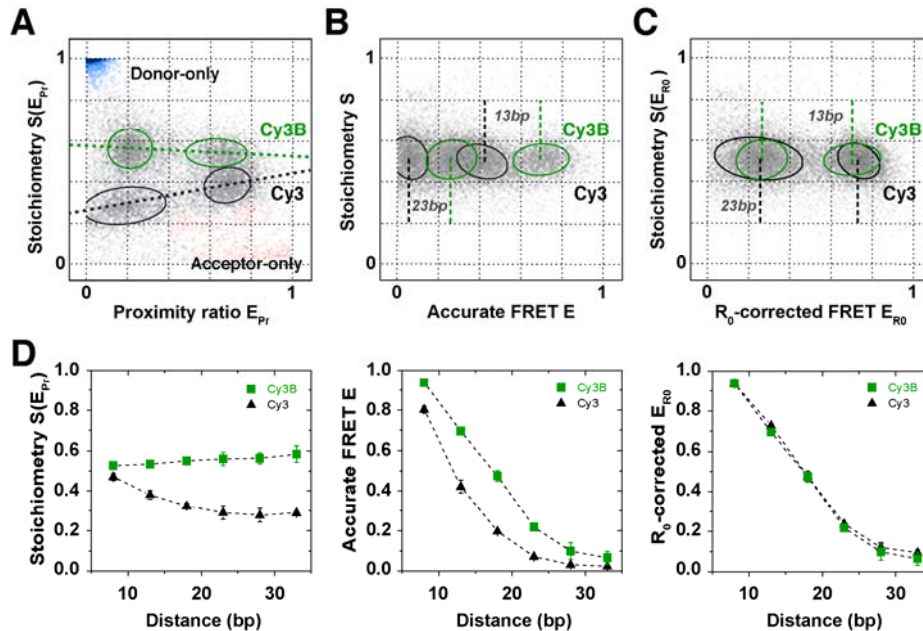 A
B
C
Stoichiometry S(E_Pr)
1
0
Donor-only
Cy3B
Cy3
Acceptor-only
0
1
Proximity ratio E_Pr
Stoichiometry S
1
0
13bp
Cy3B
Cy3
23bp
0
1
Accurate FRET E
Stoichiometry S(E_R0)
1
0
13bp
Cy3B
Cy3
23bp
0
1
R₀-corrected FRET E_R0
D
Stoichiometry S(E_Pr)
1.0
0.8
0.6
0.4
0.2
0.0
Cy3B
Cy3
10 20 30
Distance (bp)
Accurate FRET E
1.0
0.8
0.6
0.4
0.2
0.0
Cy3B
Cy3
10 20 30
Distance (bp)
R₀-corrected E_R0
1.0
0.8
0.6
0.4
0.2
0.0
Cy3B
Cy3
10 20 30
Distance (bp)